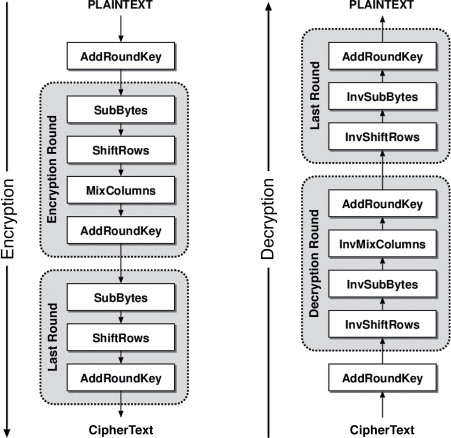 PLAINTEXT
AddRoundKey
Encryption Round
SubBytes
ShiftRows
MixColumns
AddRoundKey
Last Round
SubBytes
ShiftRows
AddRoundKey
CipherText
Encryption
PLAINTEXT
Last Round
AddRoundKey
InvSubBytes
InvShiftRows
Decryption Round
AddRoundKey
InvMixColumns
InvSubBytes
InvShiftRows
AddRoundKey
CipherText
Decryption